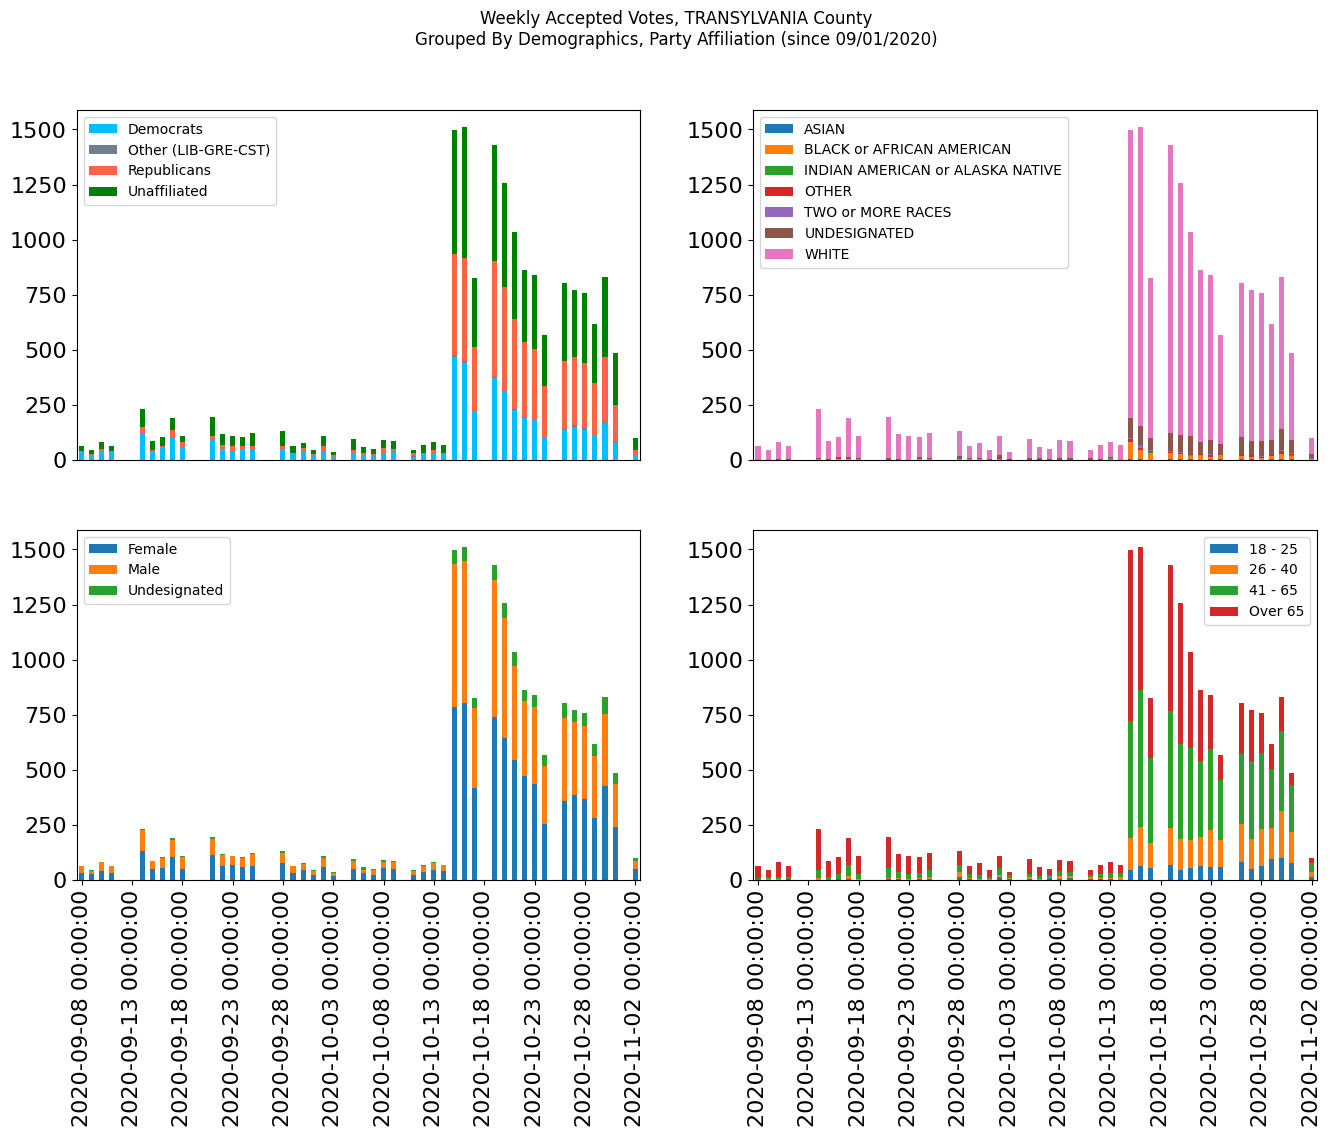 Weekly Accepted Votes, TRANSYLVANIA County
Grouped By Demographics, Party Affiliation (since 09/01/2020)
1500
1250
1000
750
500
250
0
Democrats
Other (LIB-GRE-CST)
Republicans
Unaffiliated
1500
1250
1000
750
500
250
0
ASIAN
BLACK or AFRICAN AMERICAN
INDIAN AMERICAN or ALASKA NATIVE
OTHER
TWO or MORE RACES
UNDESIGNATED
WHITE
1500
1250
1000
750
500
250
0
Female
Male
Undesignated
2020-09-08 00:00:00
2020-09-13 00:00:00
2020-09-18 00:00:00
2020-09-23 00:00:00
2020-09-28 00:00:00
2020-10-03 00:00:00
2020-10-08 00:00:00
2020-10-13 00:00:00
2020-10-18 00:00:00
2020-10-23 00:00:00
2020-10-28 00:00:00
2020-11-02 00:00:00
1500
1250
1000
750
500
250
0
18 - 25
26 - 40
41 - 65
Over 65
2020-09-08 00:00:00
2020-09-13 00:00:00
2020-09-18 00:00:00
2020-09-23 00:00:00
2020-09-28 00:00:00
2020-10-03 00:00:00
2020-10-08 00:00:00
2020-10-13 00:00:00
2020-10-18 00:00:00
2020-10-23 00:00:00
2020-10-28 00:00:00
2020-11-02 00:00:00